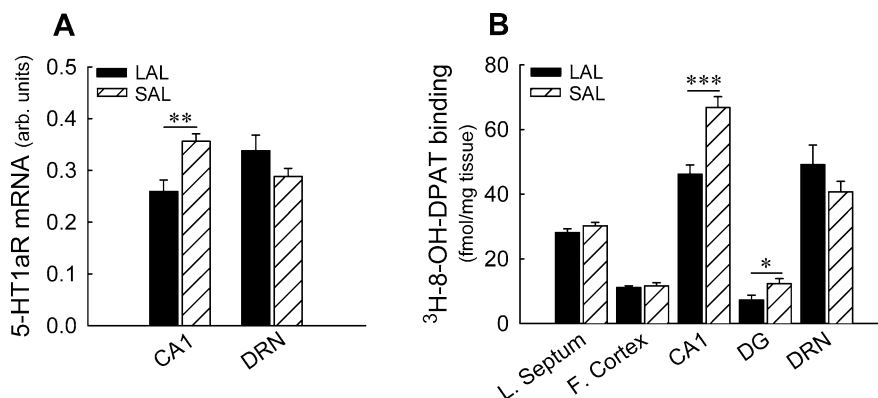 A
5-HT1aR mRNA (arb. units)
0.5
0.4
0.3
0.2
0.1
0.0
LAL
SAL
**
CA1
DRN
B
³H-8-OH-DPAT binding
(fmol/mg tissue)
80
60
40
20
0
LAL
SAL
***
*
L. Septum
F. Cortex
CA1
DG
DRN